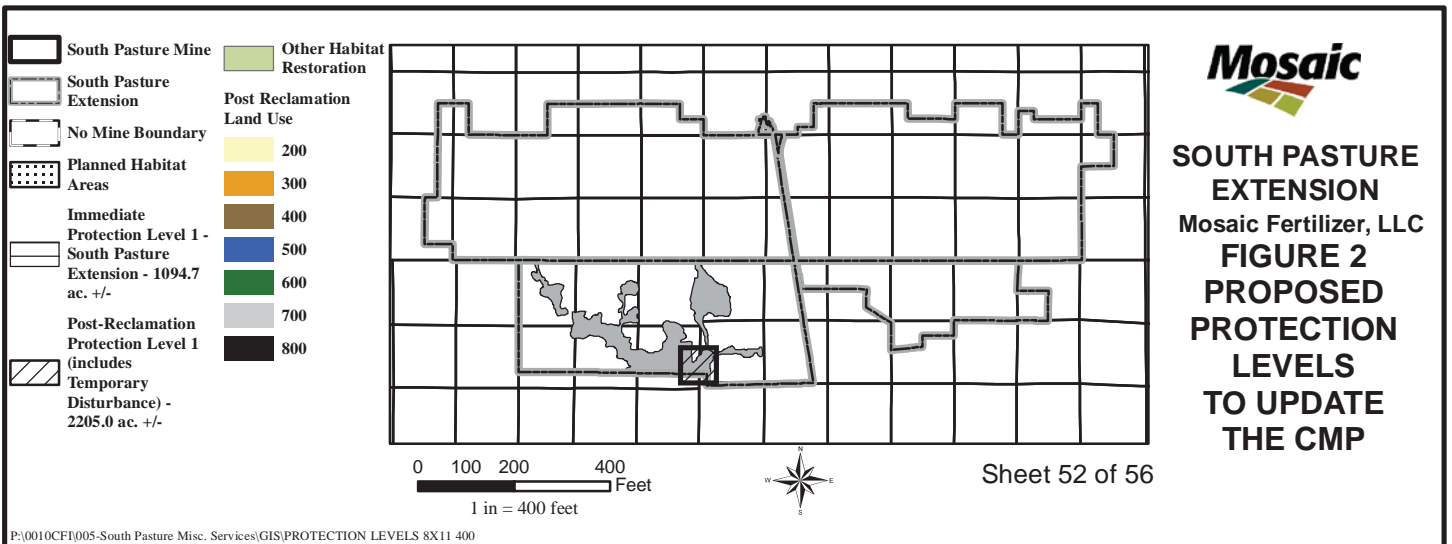 South Pasture Mine
South Pasture
Extension
No Mine Boundary
Planned Habitat
Areas
Immediate
Protection Level 1 -
South Pasture
Extension - 1094.7
ac. +/-
Post-Reclamation
Protection Level 1
(includes
Temporary
Disturbance) -
2205.0 ac. +/-
Other Habitat
Restoration
Post Reclamation
Land Use
200
300
400
500
600
700
800
0 100 200 400
Feet
1 in = 400 feet
N
W E
S
Sheet 52 of 56
Mosaic
SOUTH PASTURE
EXTENSION
Mosaic Fertilizer, LLC
FIGURE 2
PROPOSED
PROTECTION
LEVELS
TO UPDATE
THE CMP
P:\0010CFI\005-South Pasture Misc. Services\GIS\PROTECTION LEVELS 8X11 400